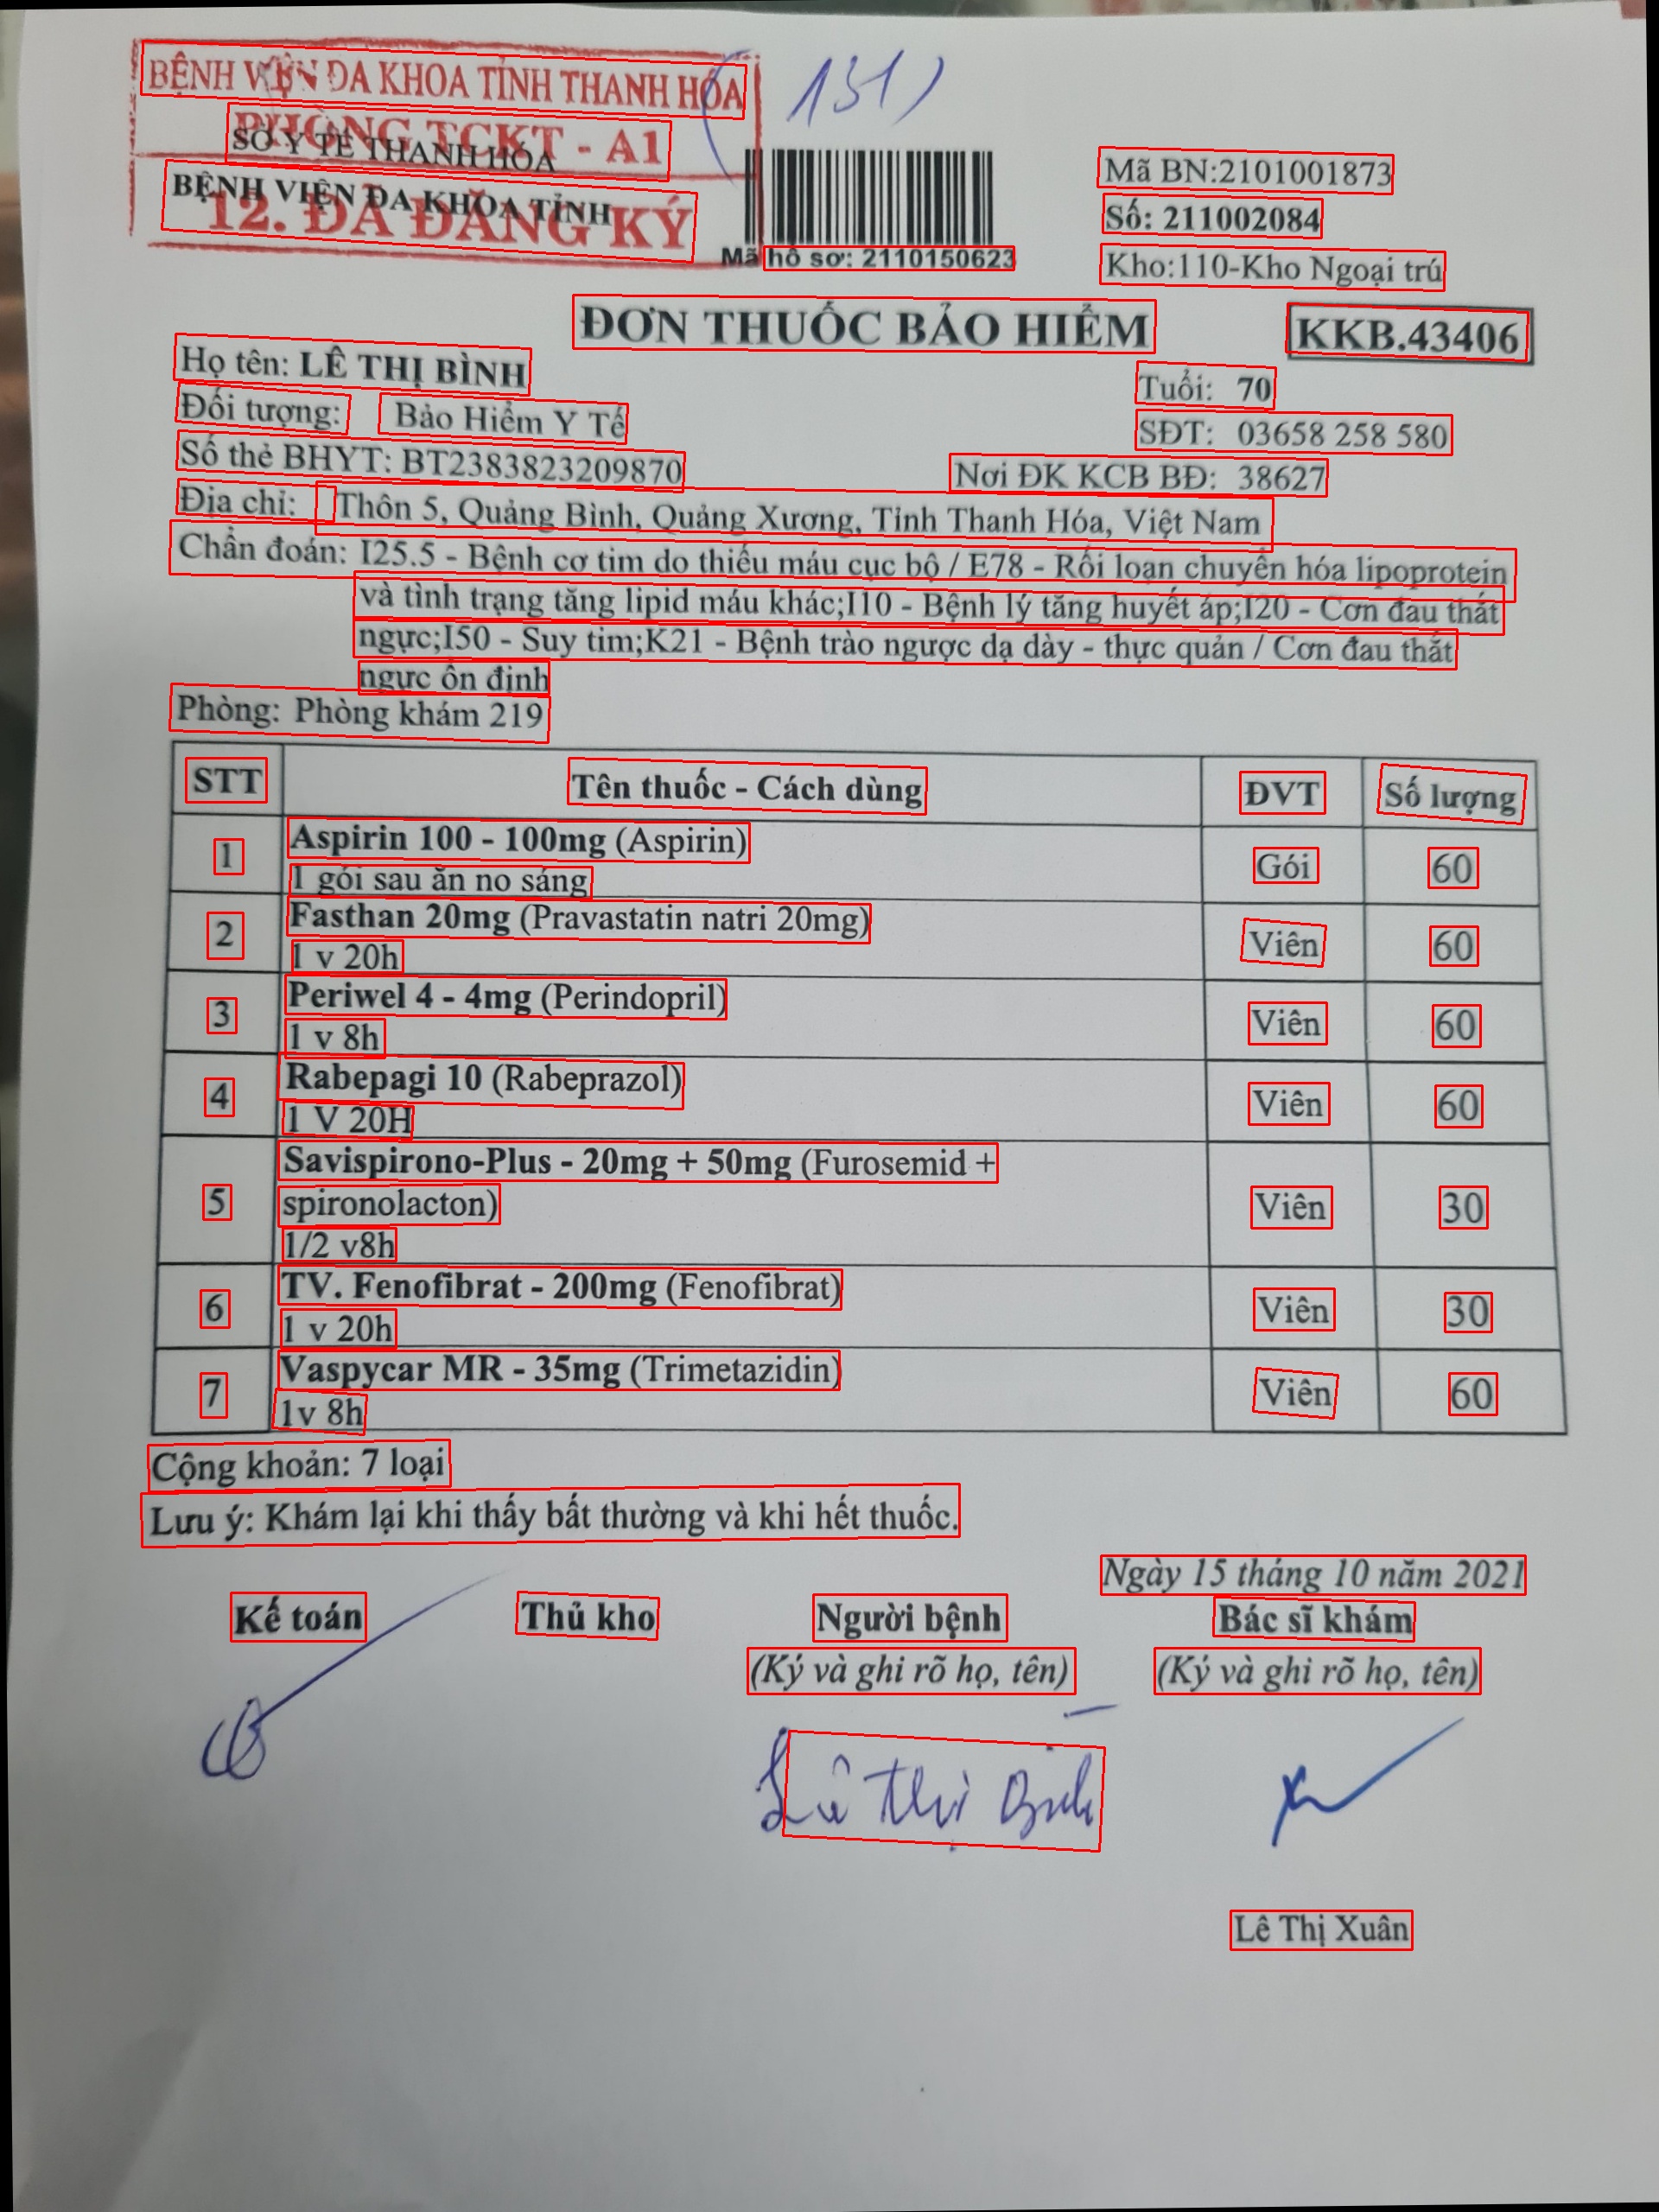 BỆNH VIỆN ĐA KHOA TỈNH THANH HÓA
PHÒNG TCKT - A1
SỞ Y TẾ THANH HÓA
BỆNH VIỆN ĐA KHOA TỈNH
12. ĐÃ ĐĂNG KÝ
131
Mã hồ sơ: 2110150623
Mã BN:2101001873
Số: 211002084
Kho:110-Kho Ngoại trú
ĐƠN THUỐC BẢO HIỂM
KKB.43406
Họ tên: LÊ THỊ BÌNH Tuổi: 70
Đối tượng: Bảo Hiểm Y Tế SĐT: 03658 258 580
Số thẻ BHYT: BT2383823209870 Nơi ĐK KCB BĐ: 38627
Địa chỉ: Thôn 5, Quảng Bình, Quảng Xương, Tỉnh Thanh Hóa, Việt Nam
Chẩn đoán: I25.5 - Bệnh cơ tim do thiếu máu cục bộ / E78 - Rối loạn chuyển hóa lipoprotein
và tình trạng tăng lipid máu khác;I10 - Bệnh lý tăng huyết áp;I20 - Cơn đau thắt
ngực;I50 - Suy tim;K21 - Bệnh trào ngược dạ dày - thực quản / Cơn đau thắt
ngực ổn định
Phòng: Phòng khám 219
STT Tên thuốc - Cách dùng ĐVT Số lượng
1 Aspirin 100 - 100mg (Aspirin) Gói 60
1 gói sau ăn no sáng
2 Fasthan 20mg (Pravastatin natri 20mg) Viên 60
1 v 20h
3 Periwel 4 - 4mg (Perindopril) Viên 60
1 v 8h
4 Rabepagi 10 (Rabeprazol) Viên 60
1 V 20H
5 Savispirono-Plus - 20mg + 50mg (Furosemid + Viên 30
spironolacton)
1/2 v8h
6 TV. Fenofibrat - 200mg (Fenofibrat) Viên 30
1 v 20h
7 Vaspycar MR - 35mg (Trimetazidin) Viên 60
1v 8h
Cộng khoản: 7 loại
Lưu ý: Khám lại khi thấy bất thường và khi hết thuốc.
Ngày 15 tháng 10 năm 2021
Kế toán Thủ kho Người bệnh Bác sĩ khám
(Ký và ghi rõ họ, tên) (Ký và ghi rõ họ, tên)
Lê Thị Bình
Lê Thị Xuân